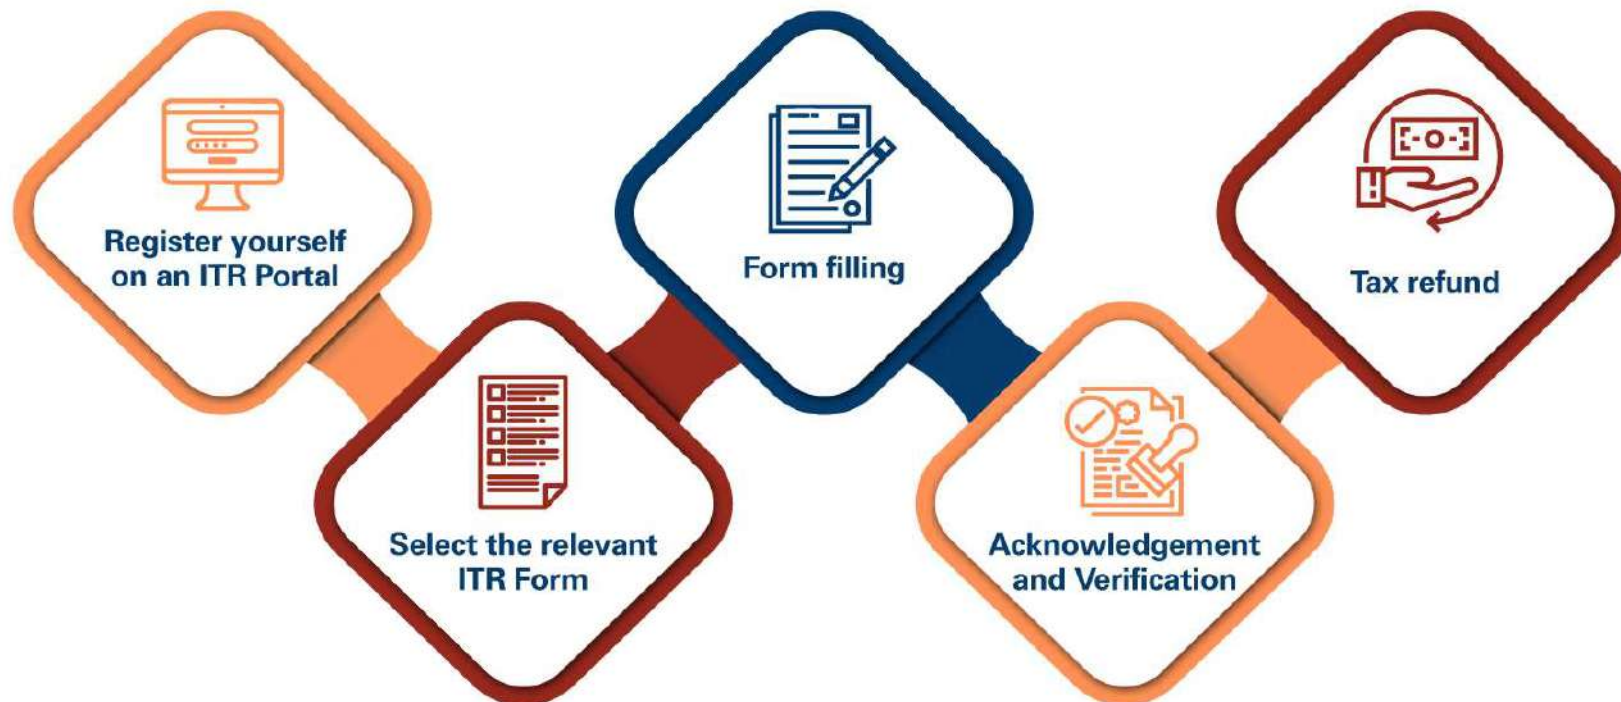 Register yourself
on an ITR Portal
Select the relevant
ITR Form
Form filling
Acknowledgement
and Verification
Tax refund